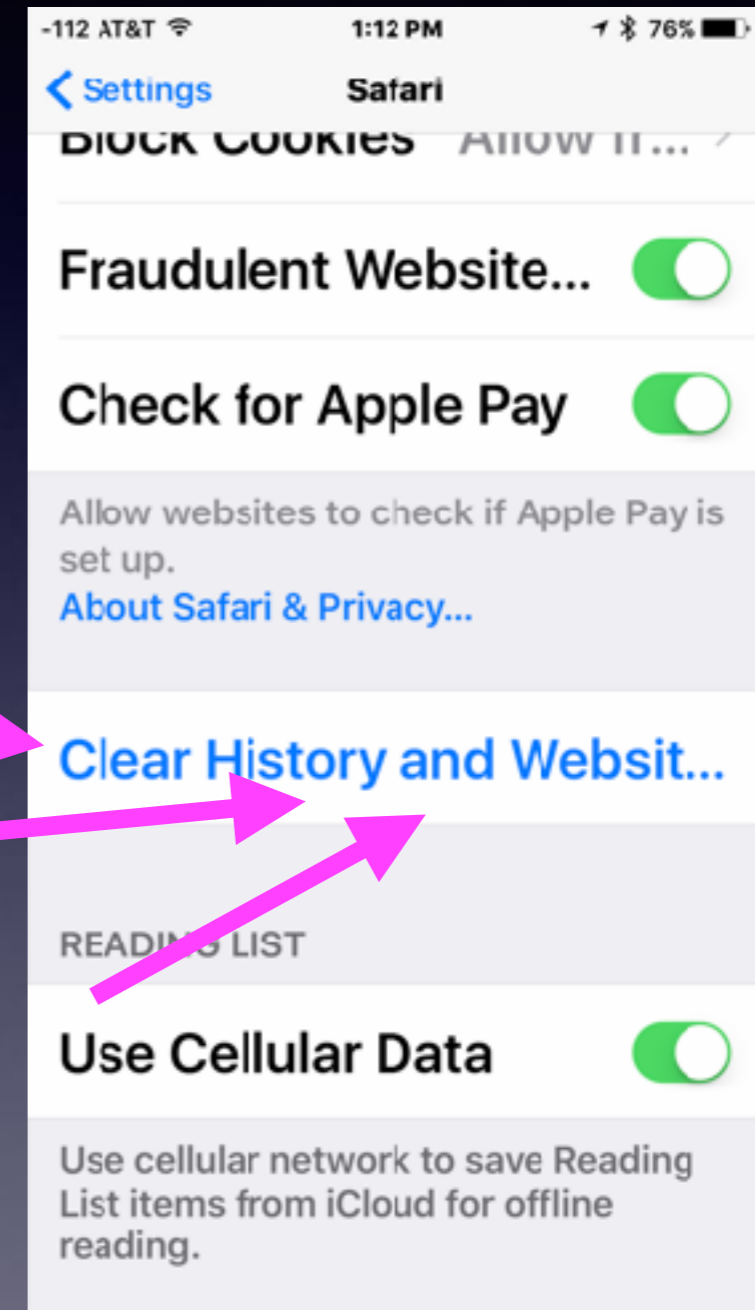 -112 AT&T 1:12 PM 76%
Settings Safari
Block Cookies Allow If...
Fraudulent Website...
Check for Apple Pay
Allow websites to check if Apple Pay is
set up.
About Safari & Privacy...
Clear History and Websit...
READING LIST
Use Cellular Data
Use cellular network to save Reading
List items from iCloud for offline
reading.